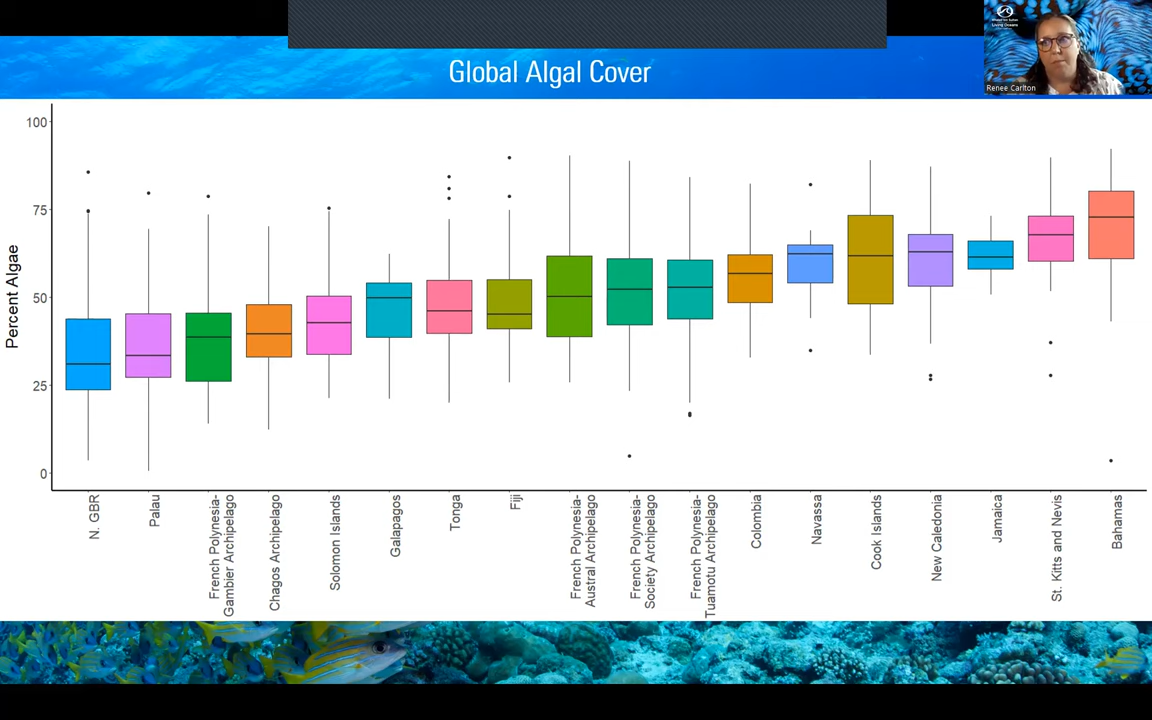 Global Algal Cover
Living Oceans
Renee Carlton
Percent Algae
100
75
50
25
0
N. GBR
Palau
French Polynesia-
Gambier Archipelago
Chagos Archipelago
Solomon Islands
Galapagos
Tonga
Fiji
French Polynesia-
Austral Archipelago
French Polynesia-
Society Archipelago
French Polynesia-
Tuamotu Archipelago
Colombia
Navassa
Cook Islands
New Caledonia
Jamaica
St. Kitts and Nevis
Bahamas